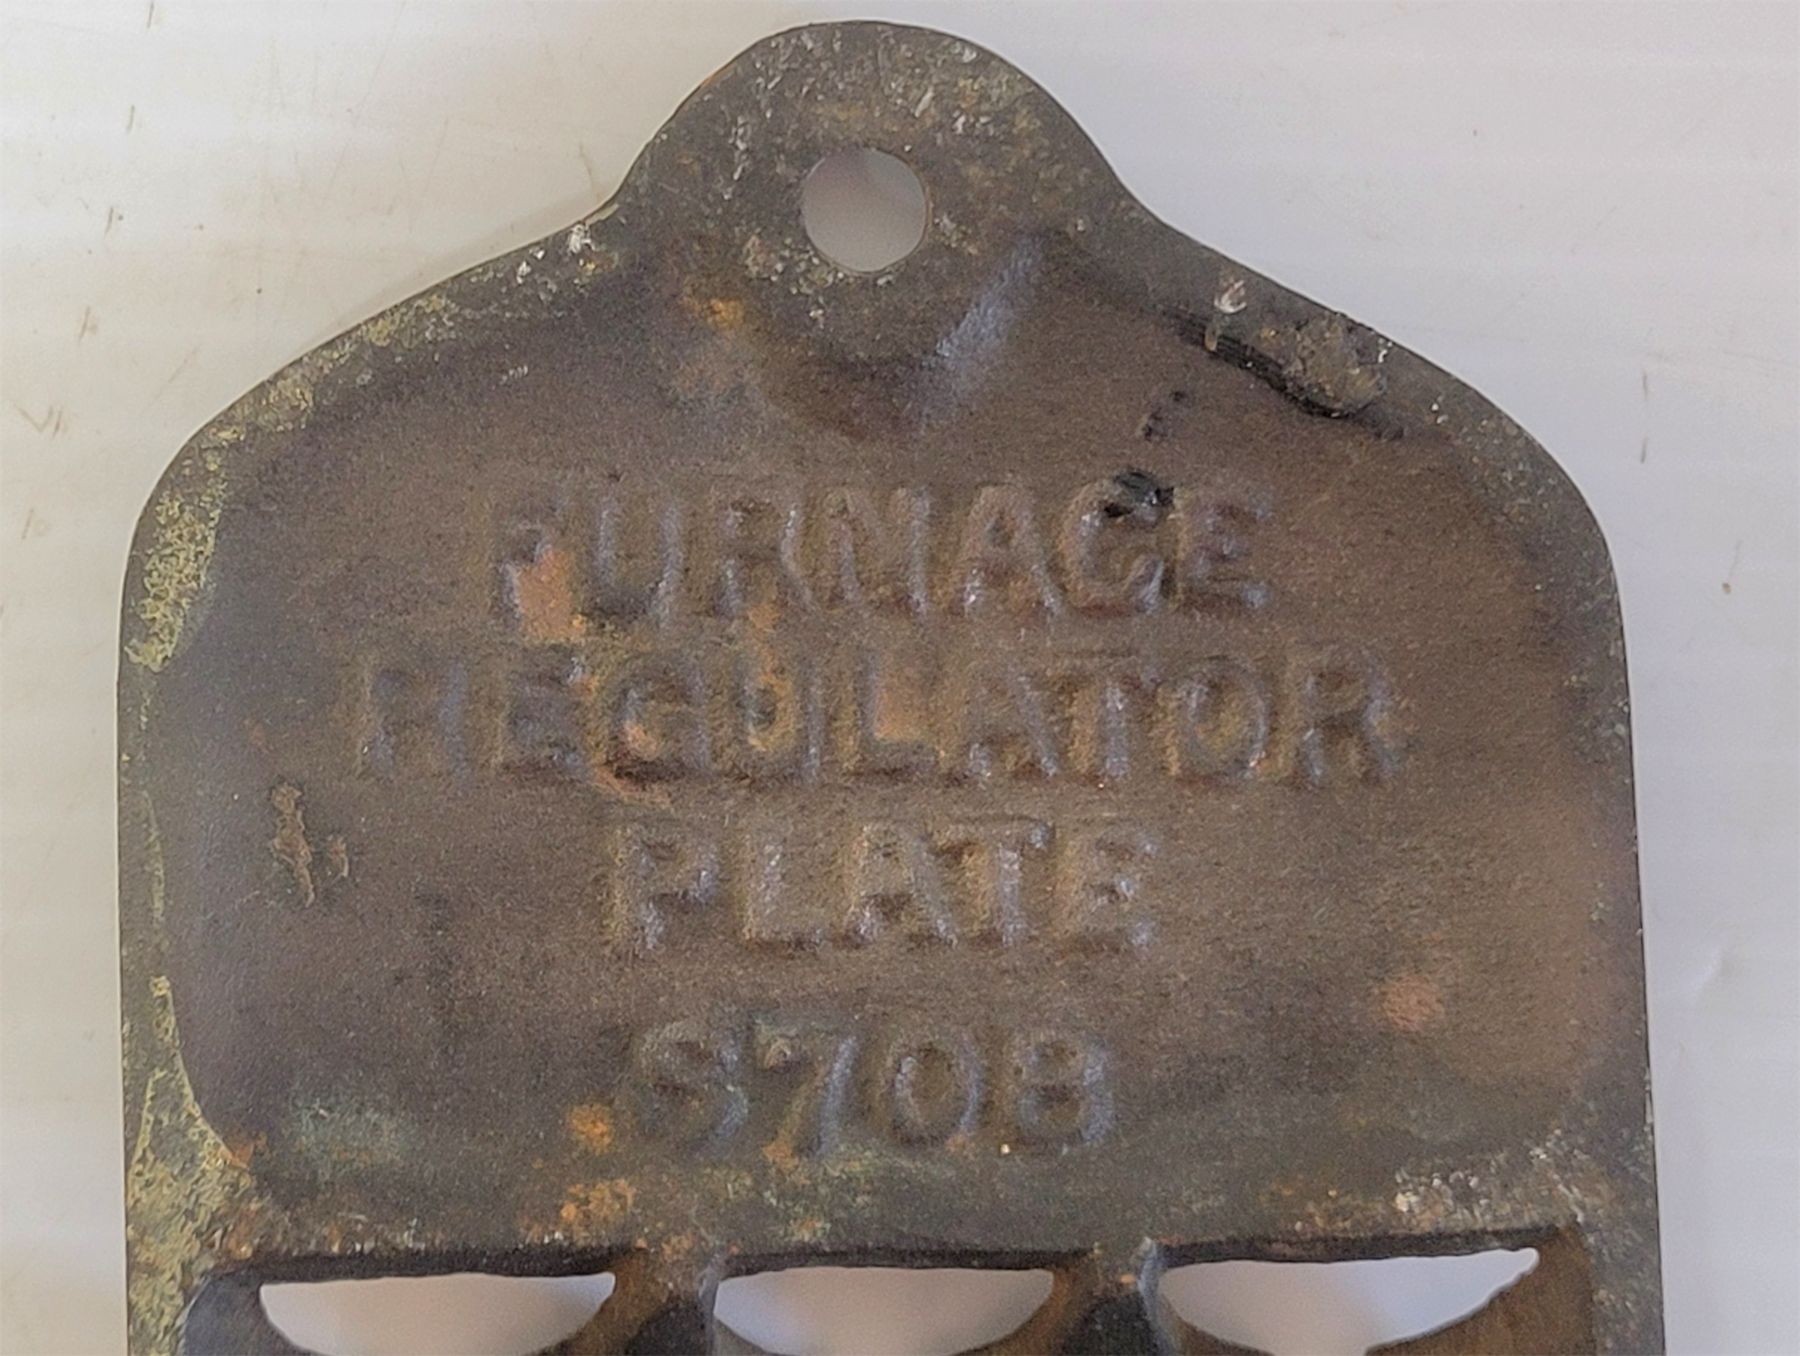 FURNACE
REGULATOR
PLATE
S708